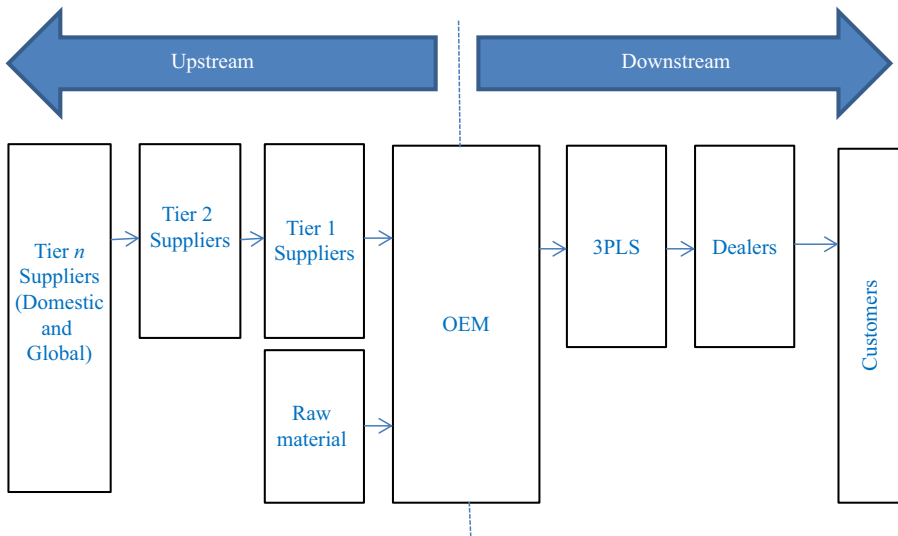 Upstream
Downstream
Tier n
Suppliers
(Domestic
and
Global)
Tier 2
Suppliers
Tier 1
Suppliers
Raw
material
OEM
3PLS
Dealers
Customers